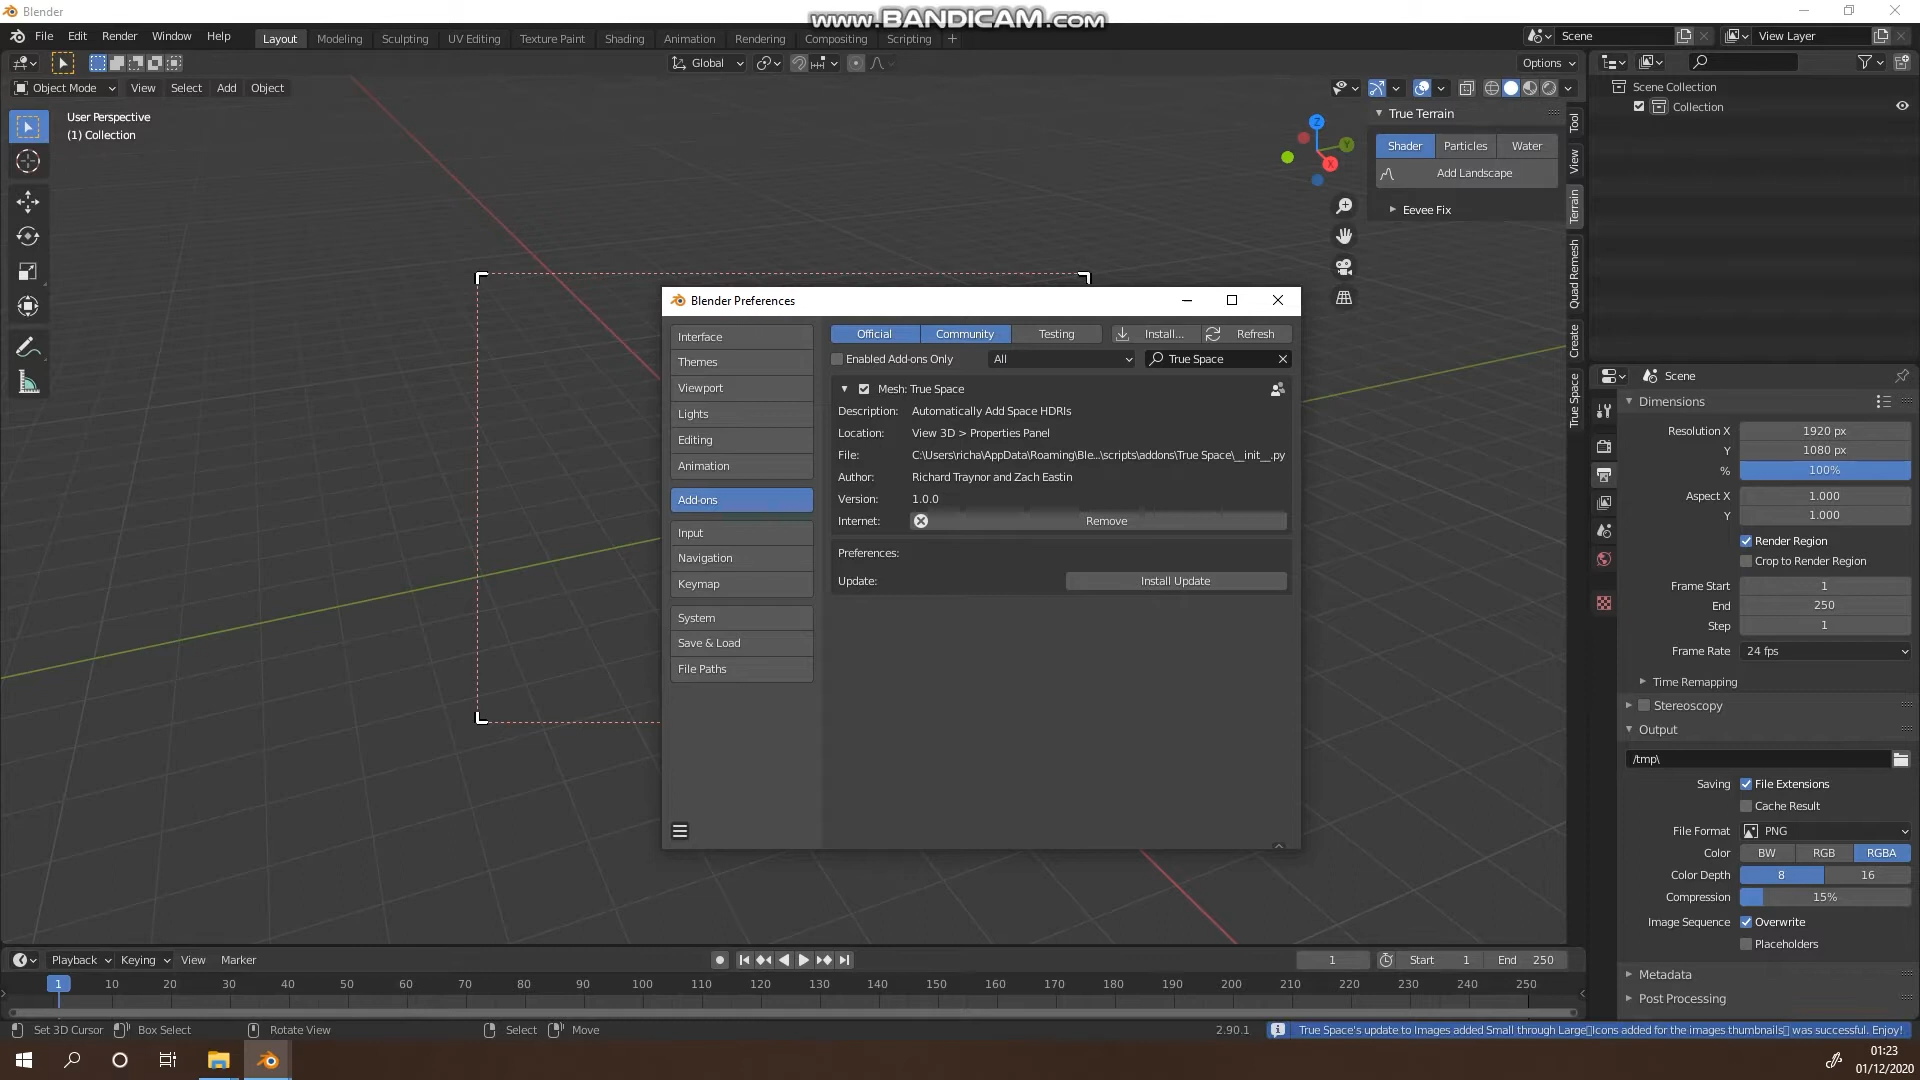 Blender
www.BANDICAM.com
File Edit Render Window Help
Layout Modeling Sculpting UV Editing Texture Paint Shading Animation Rendering Compositing Scripting +
Scene
View Layer
Global
Options
Object Mode View Select Add Object
User Perspective
(1) Collection
Z
Y
X
True Terrain
Shader Particles Water
Add Landscape
Eevee Fix
Tool
View
Terrain
Quad Remesh
Create
True Space
Scene Collection
Collection
Blender Preferences
Interface
Themes
Viewport
Lights
Editing
Animation
Add-ons
Input
Navigation
Keymap
System
Save & Load
File Paths
Official Community Testing Install... Refresh
Enabled Add-ons Only All True Space
Mesh: True Space
Description: Automatically Add Space HDRIs
Location: View 3D > Properties Panel
File: C:\Users\richa\AppData\Roaming\Ble...\scripts\addons\True Space\__init__.py
Author: Richard Traynor and Zach Eastin
Version: 1.0.0
Internet: Remove
Preferences:
Update: Install Update
Scene
Dimensions
Resolution X 1920 px
Y 1080 px
% 100%
Aspect X 1.000
Y 1.000
Render Region
Crop to Render Region
Frame Start 1
End 250
Step 1
Frame Rate 24 fps
Time Remapping
Stereoscopy
Output
/tmp\
Saving File Extensions
Cache Result
File Format PNG
Color BW RGB RGBA
Color Depth 8 16
Compression 15%
Image Sequence Overwrite
Placeholders
Metadata
Post Processing
Playback Keying View Marker
1 Start 1 End 250
1 10 20 30 40 50 60 70 80 90 100 110 120 130 140 150 160 170 180 190 200 210 220 230 240 250
Set 3D Cursor Box Select Rotate View Select Move
2.90.1
True Space's update to Images added Small through Large▯Icons added for the images thumbnails▯ was successful. Enjoy!
01:23
01/12/2020